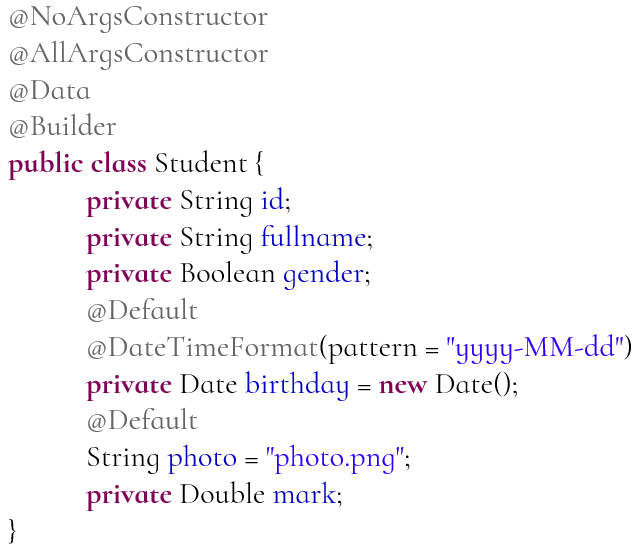 @NoArgsConstructor
@AllArgsConstructor
@Data
@Builder
public class Student {
private String id;
private String fullname;
private Boolean gender;
@Default
@DateTimeFormat(pattern = "yyyy-MM-dd")
private Date birthday = new Date();
@Default
String photo = "photo.png";
private Double mark;
}